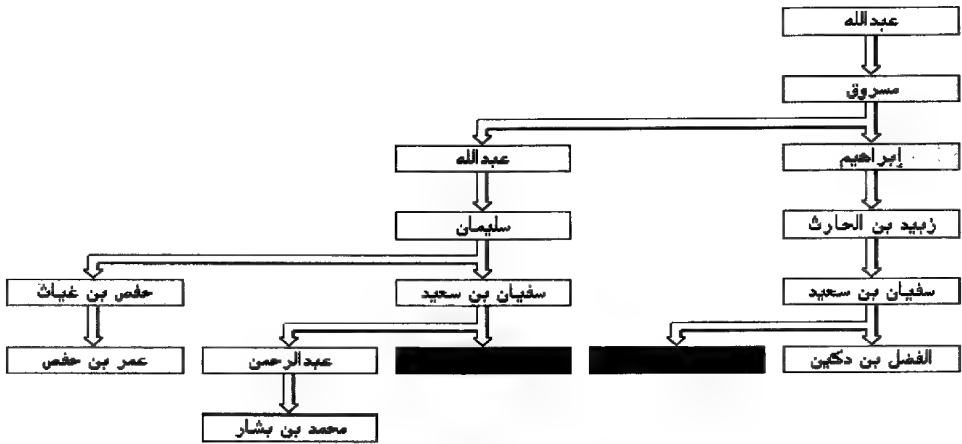 عبدالله
مسروق
إبراهيم
عبدالله
زبيد بن الحارث
سليمان
سفيان بن سعيد
سفيان بن سعيد
حفص بن غياث
الفضل بن دكين
عبدالرحمن
عمر بن حفص
محمد بن بشار